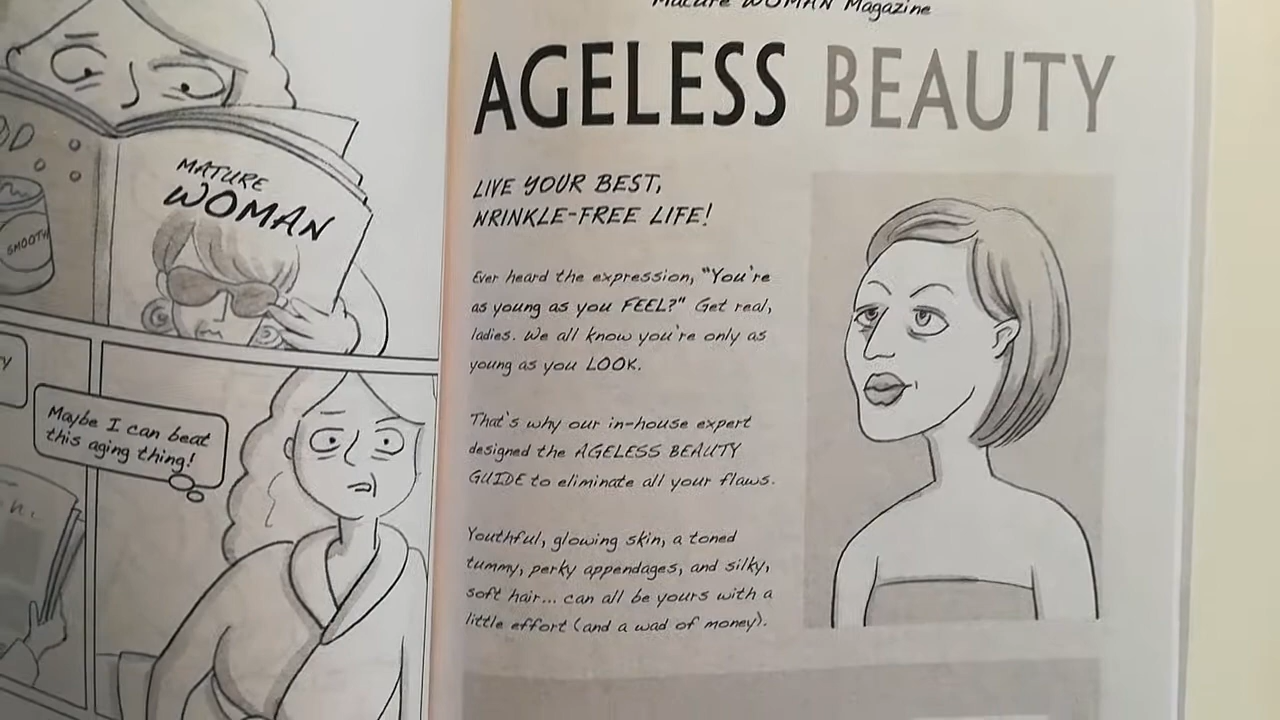 MATURE
WOMAN
SMOOTH
Maybe I can beat
this aging thing!
Mature WOMAN Magazine
AGELESS BEAUTY
LIVE YOUR BEST,
WRINKLE-FREE LIFE!
Ever heard the expression, "You're
as young as you FEEL?" Get real,
ladies. We all know you're only as
young as you LOOK.
That's why our in-house expert
designed the AGELESS BEAUTY
GUIDE to eliminate all your flaws.
Youthful, glowing skin, a toned
tummy, perky appendages, and silky,
soft hair... can all be yours with a
little effort (and a wad of money).